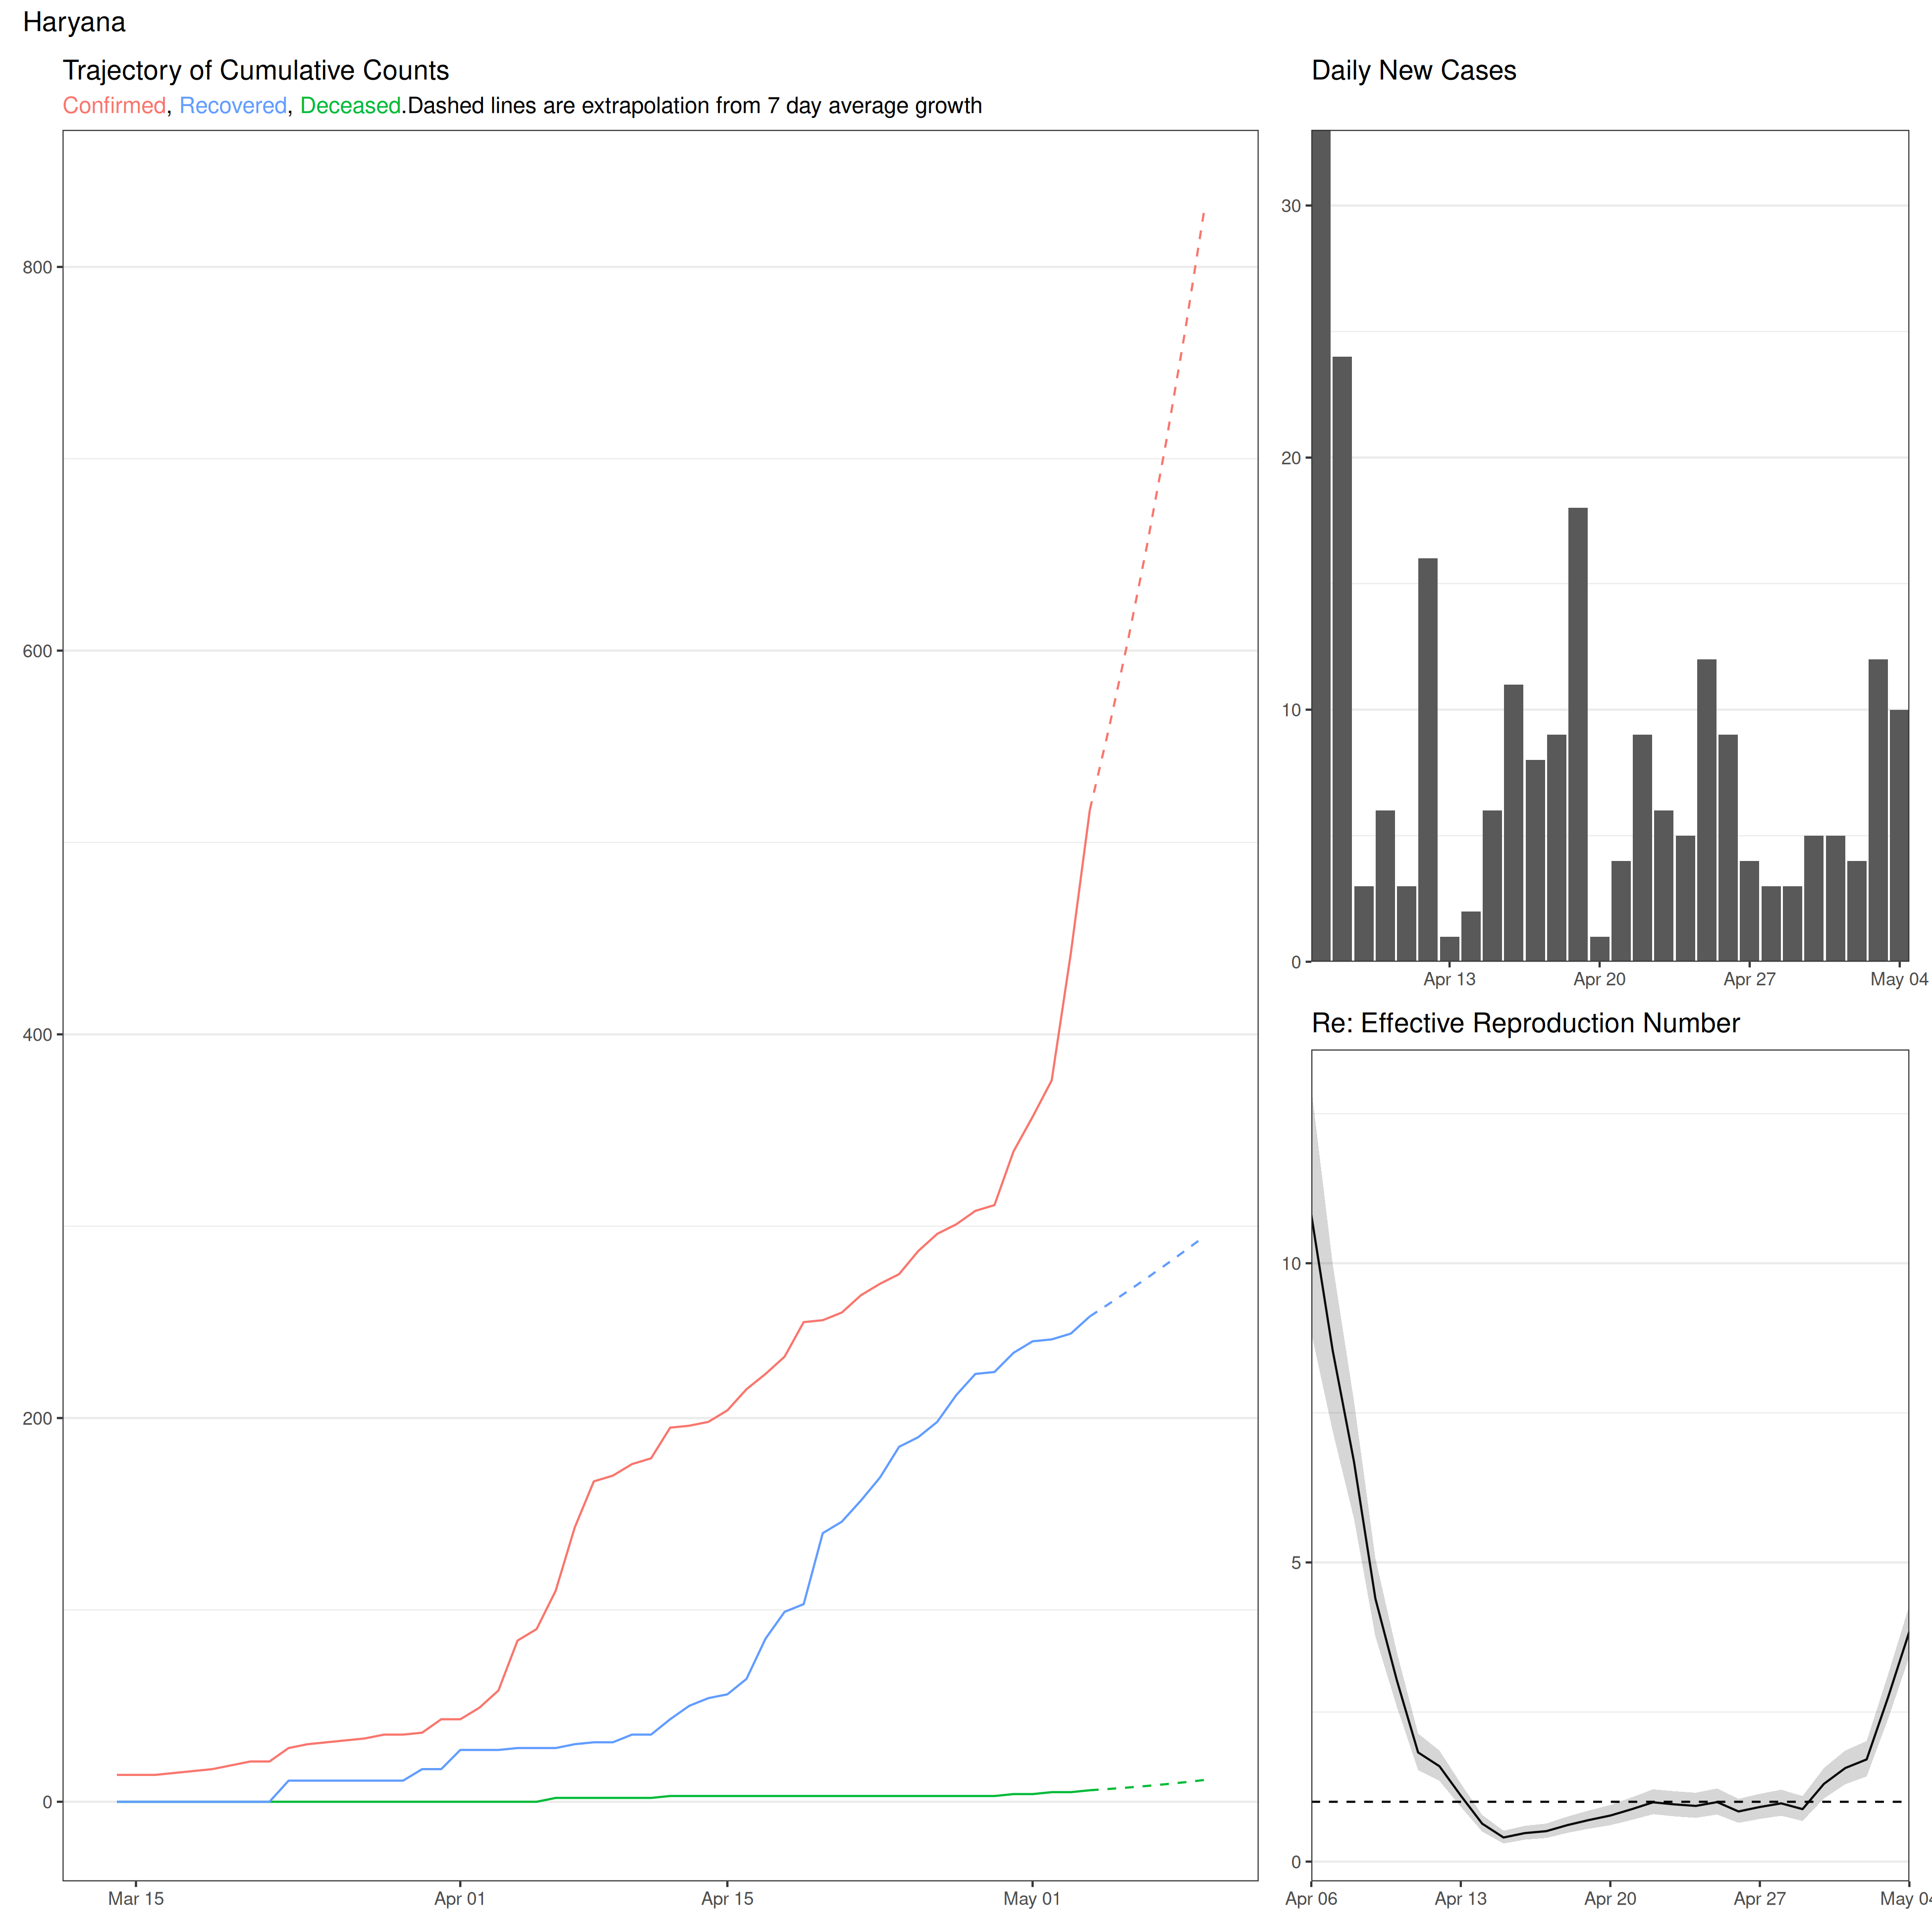 Haryana
Trajectory of Cumulative Counts
Confirmed, Recovered, Deceased.Dashed lines are extrapolation from 7 day average growth
800
600
400
200
0
Mar 15 Apr 01 Apr 15 May 01
Daily New Cases
30
20
10
0
Apr 13 Apr 20 Apr 27 May 04
Re: Effective Reproduction Number
10
5
0
Apr 06 Apr 13 Apr 20 Apr 27 May 04